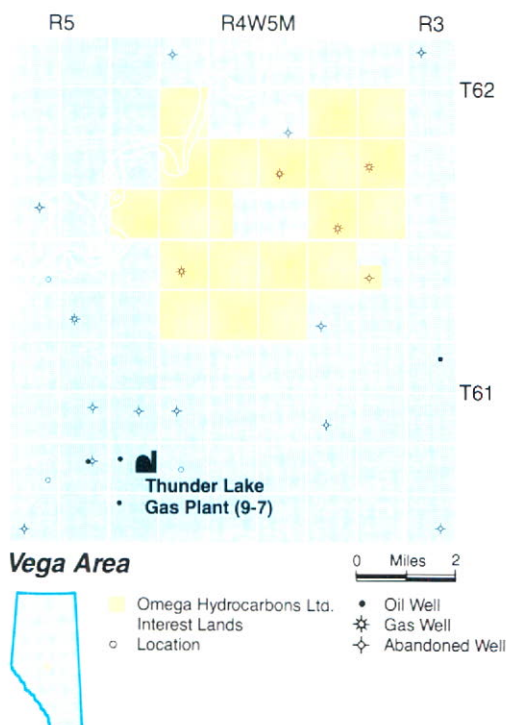 R5 R4W5M R3
T62
T61
Thunder Lake
Gas Plant (9-7)
Vega Area
0 Miles 2
Omega Hydrocarbons Ltd.
Interest Lands
Location
Oil Well
Gas Well
Abandoned Well